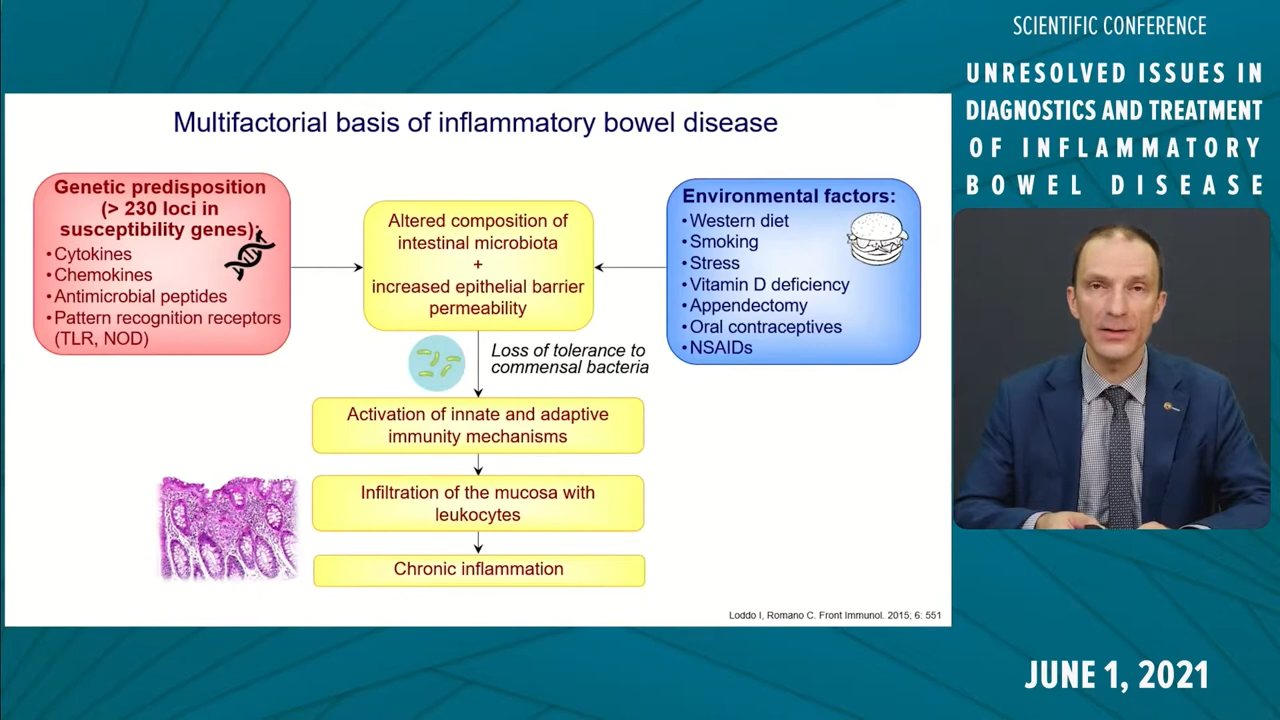 SCIENTIFIC CONFERENCE
UNRESOLVED ISSUES IN
DIAGNOSTICS AND TREATMENT
OF INFLAMMATORY
BOWEL DISEASE
Multifactorial basis of inflammatory bowel disease
Genetic predisposition
(> 230 loci in
susceptibility genes):
•Cytokines
•Chemokines
•Antimicrobial peptides
•Pattern recognition receptors
(TLR, NOD)
Altered composition of
intestinal microbiota
+
increased epithelial barrier
permeability
Environmental factors:
•Western diet
•Smoking
•Stress
•Vitamin D deficiency
•Appendectomy
•Oral contraceptives
•NSAIDs
Loss of tolerance to
commensal bacteria
Activation of innate and adaptive
immunity mechanisms
Infiltration of the mucosa with
leukocytes
Chronic inflammation
Loddo I, Romano C. Front Immunol. 2015; 6: 551
JUNE 1, 2021